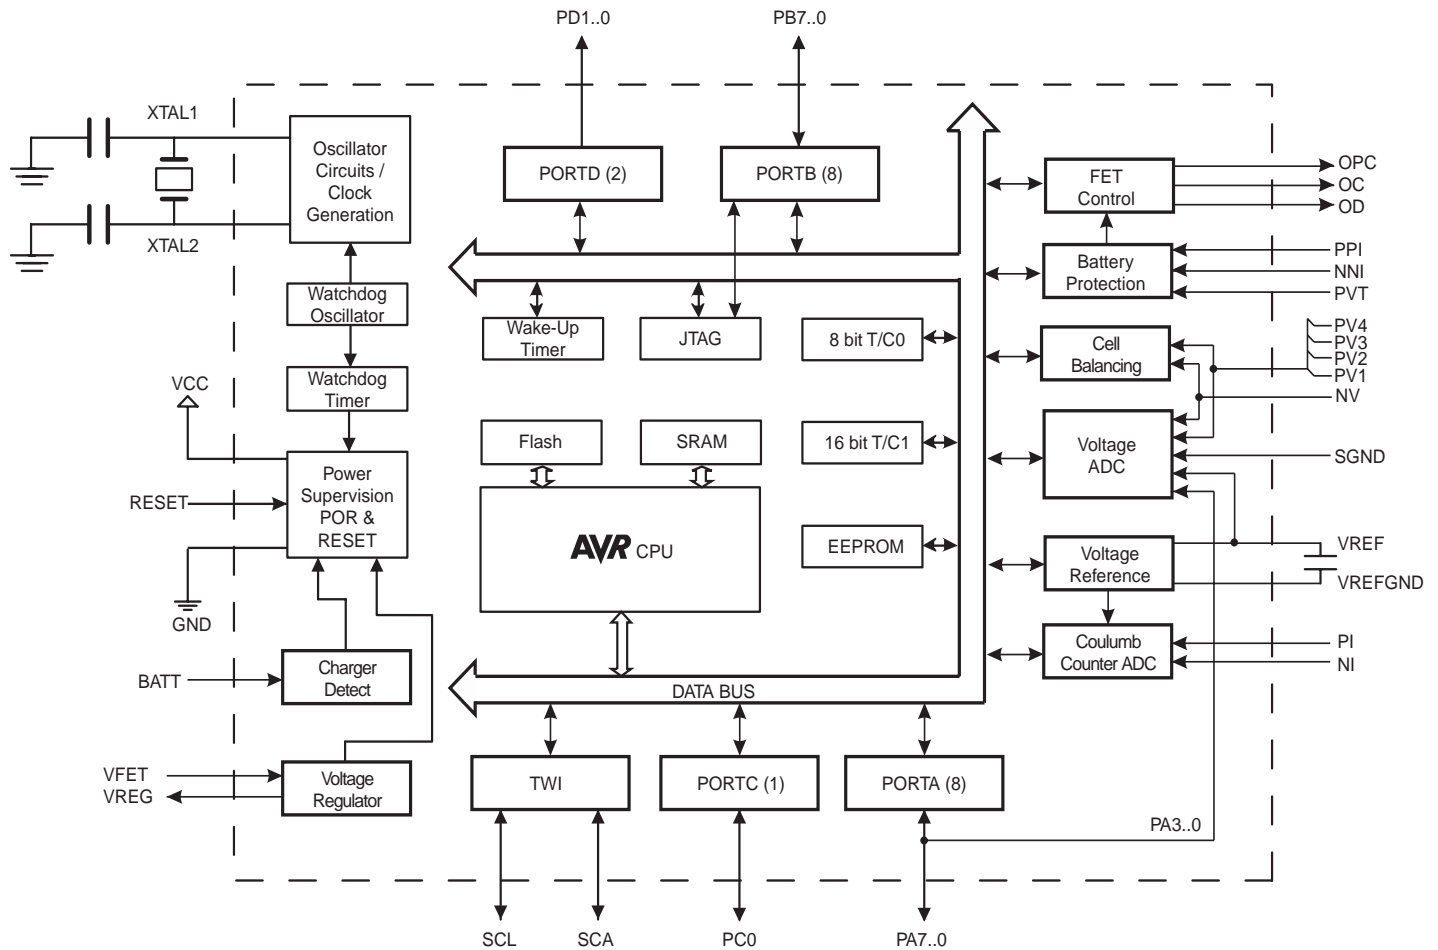 PD1..0
PB7..0
XTAL1
XTAL2
Oscillator
Circuits /
Clock
Generation
Watchdog
Oscillator
Watchdog
Timer
VCC
RESET
GND
Power
Supervision
POR &
RESET
BATT
Charger
Detect
VFET
VREG
Voltage
Regulator
PORTD (2)
PORTB (8)
Wake-Up
Timer
JTAG
8 bit T/C0
Flash
SRAM
16 bit T/C1
AVR CPU
EEPROM
DATA BUS
TWI
PORTC (1)
PORTA (8)
SCL
SCA
PC0
PA7..0
PA3..0
FET
Control
OPC
OC
OD
Battery
Protection
PPI
NNI
PVT
Cell
Balancing
PV4
PV3
PV2
PV1
NV
Voltage
ADC
SGND
Voltage
Reference
VREF
VREFGND
Coulumb
Counter ADC
PI
NI